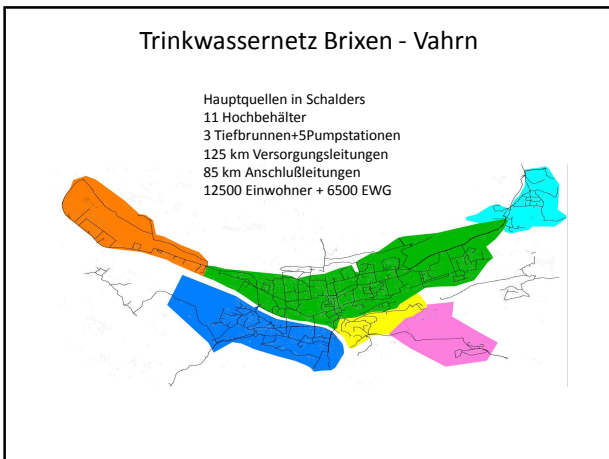 Trinkwassernetz Brixen - Vahrn
Hauptquellen in Schalders
11 Hochbehälter
3 Tiefbrunnen+5Pumpstationen
125 km Versorgungsleitungen
85 km Anschlußleitungen
12500 Einwohner + 6500 EWG